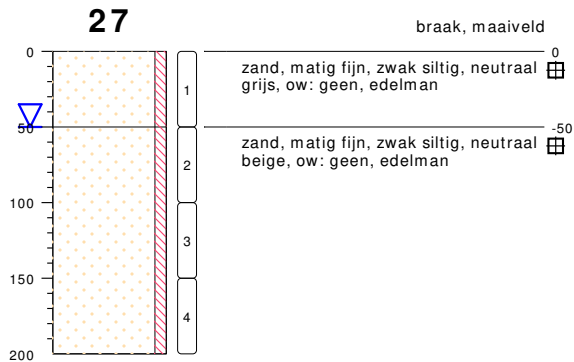 27
braak, maaiveld
0
0
zand, matig fijn, zwak siltig, neutraal
grijs, ow: geen, edelman
1
50
-50
zand, matig fijn, zwak siltig, neutraal
beige, ow: geen, edelman
2
100
3
150
4
200